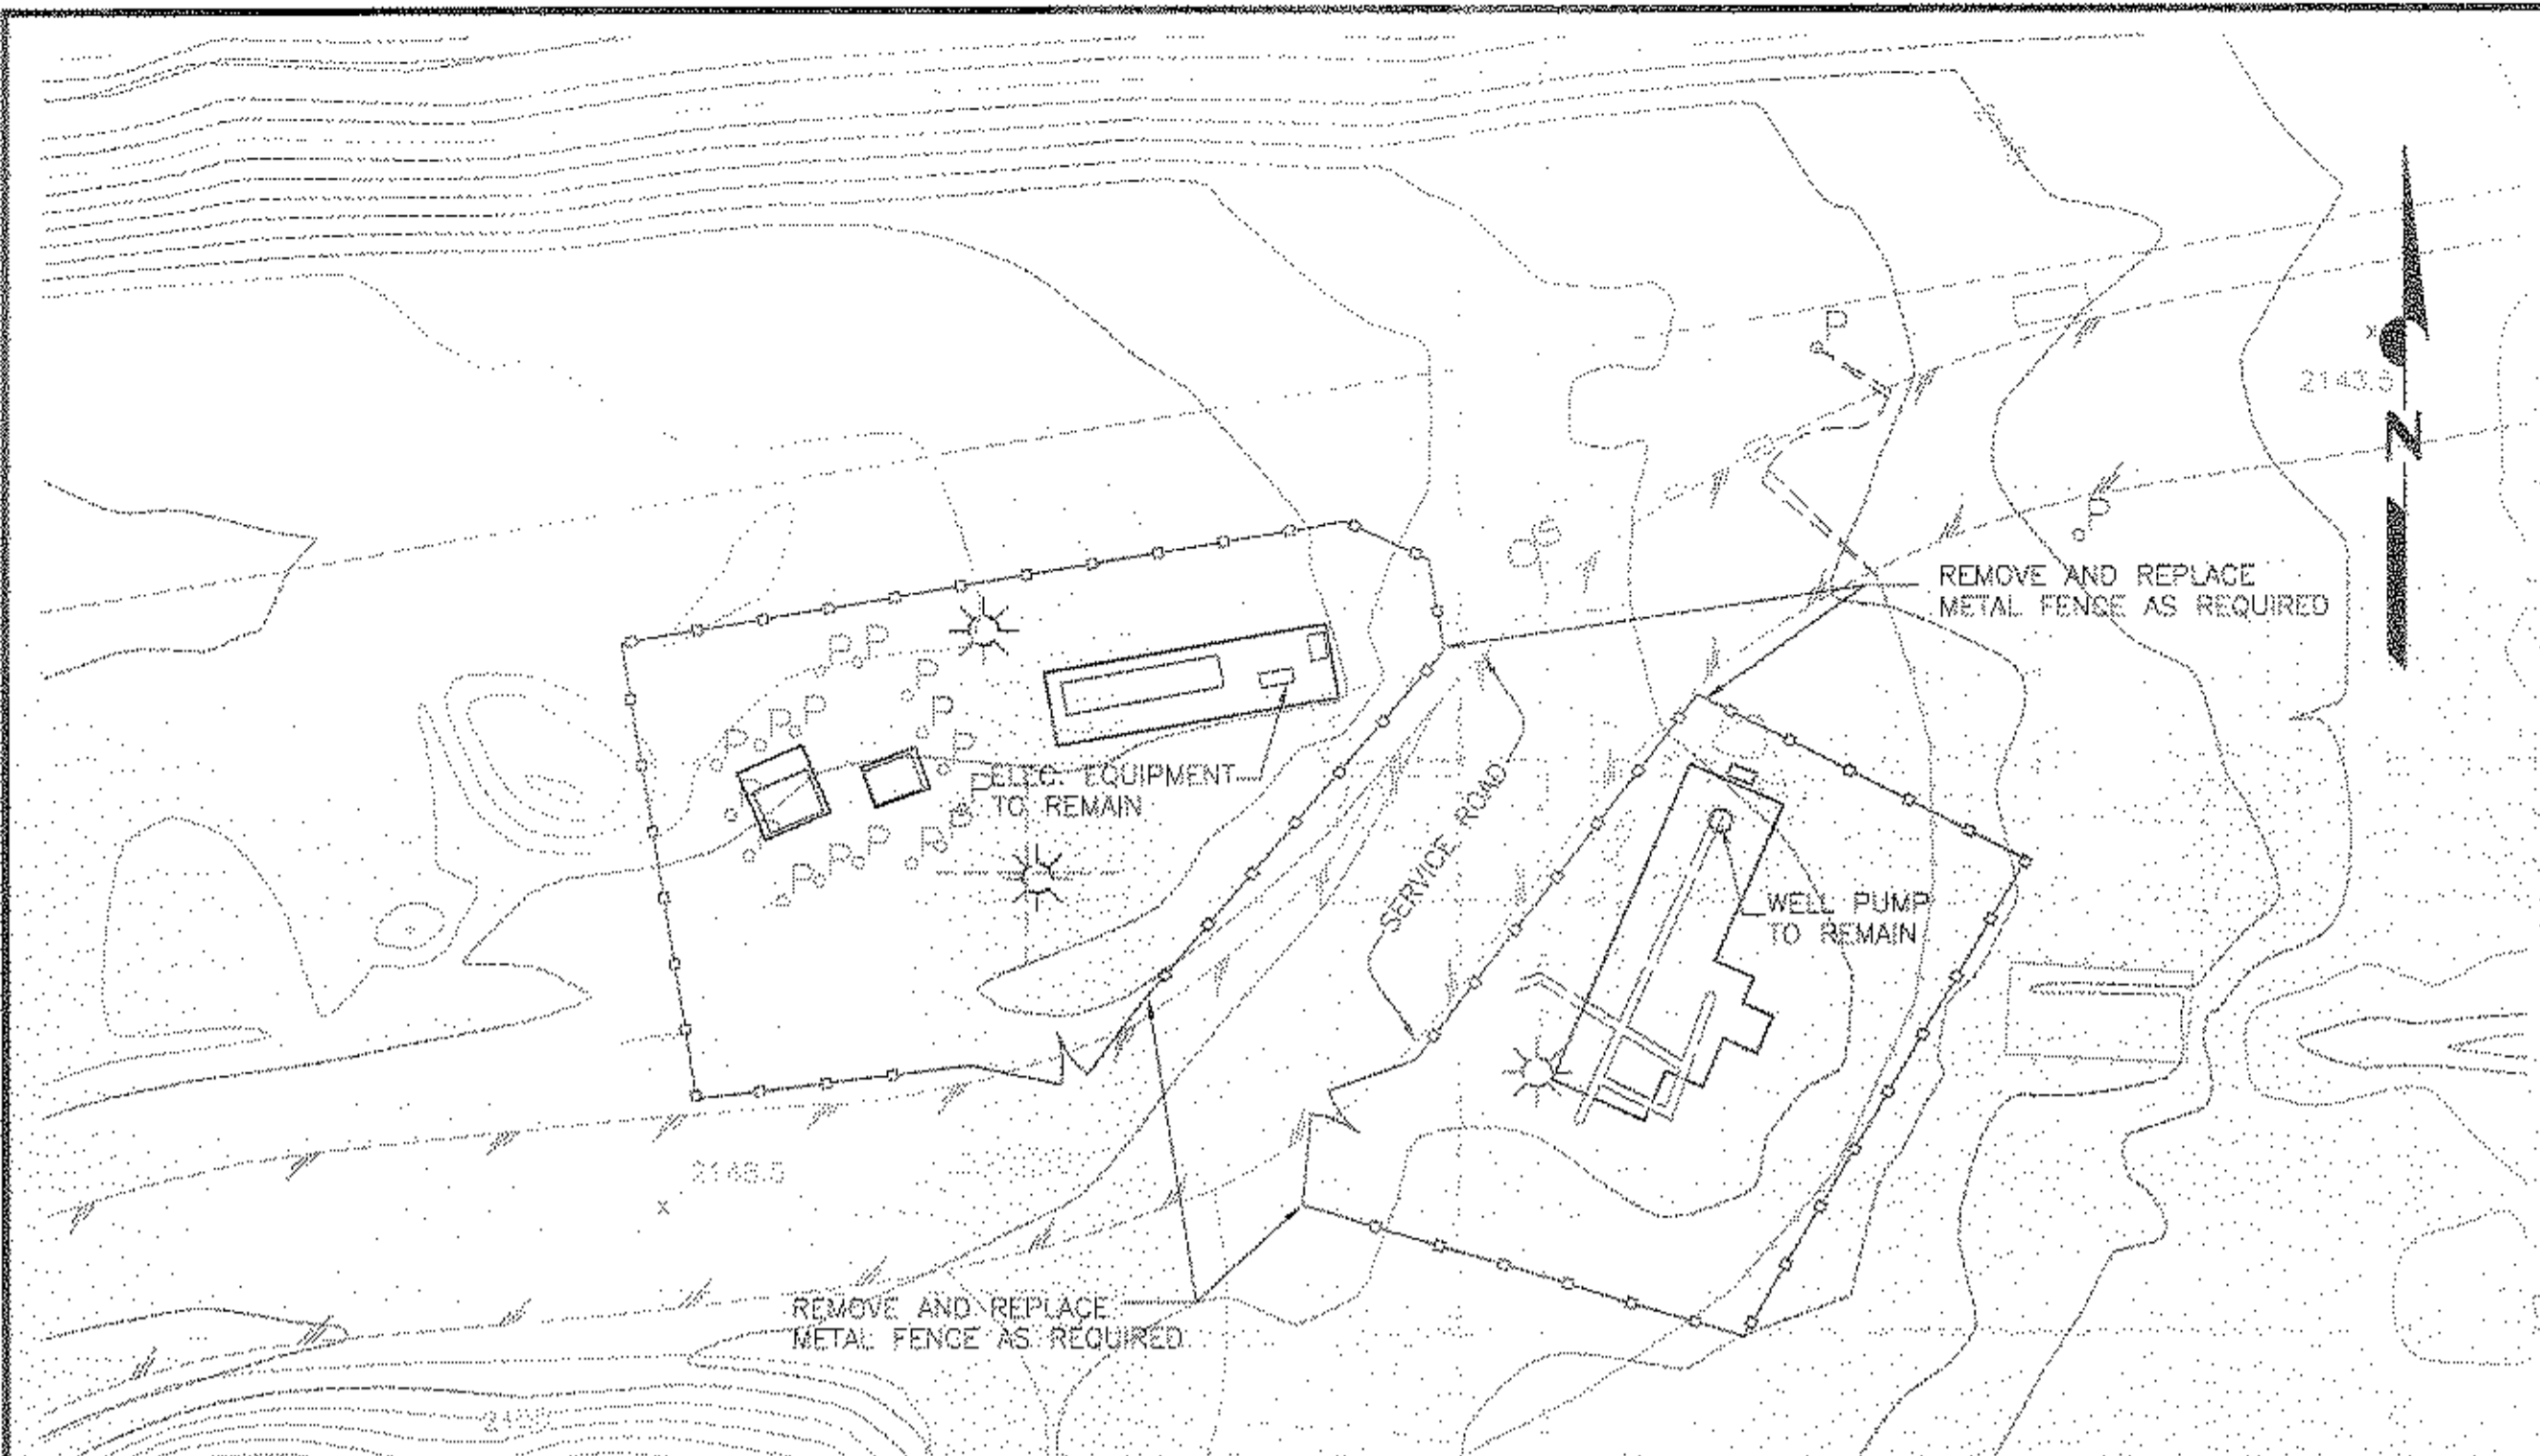 P
2143.5
N
P
OS
REMOVE AND REPLACE
METAL FENCE AS REQUIRED
P
P
P
P
P
P
P
P
P
ELEC. EQUIPMENT
TO REMAIN
P
P
P
P
P
P
P
SERVICE ROAD
WELL PUMP
TO REMAIN
2148.5
x
REMOVE AND REPLACE
METAL FENCE AS REQUIRED